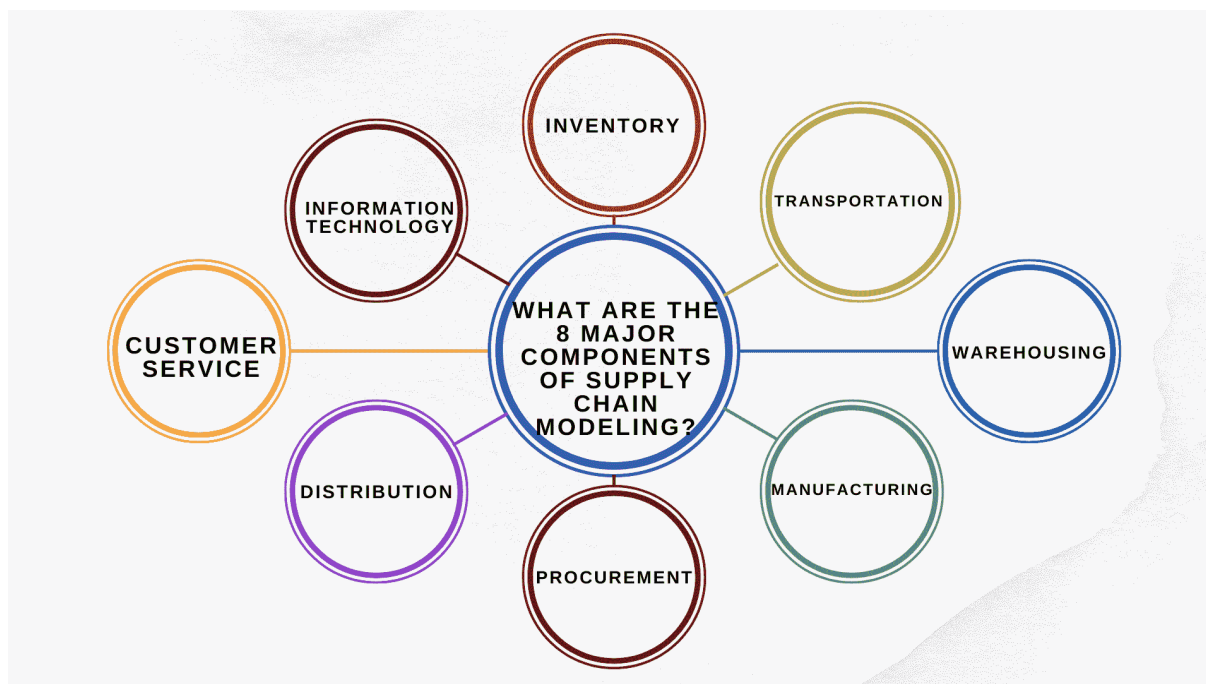 INVENTORY
TRANSPORTATION
INFORMATION
TECHNOLOGY
WHAT ARE THE
8 MAJOR
COMPONENTS
OF SUPPLY
CHAIN
MODELING?
CUSTOMER
SERVICE
WAREHOUSING
DISTRIBUTION
MANUFACTURING
PROCUREMENT